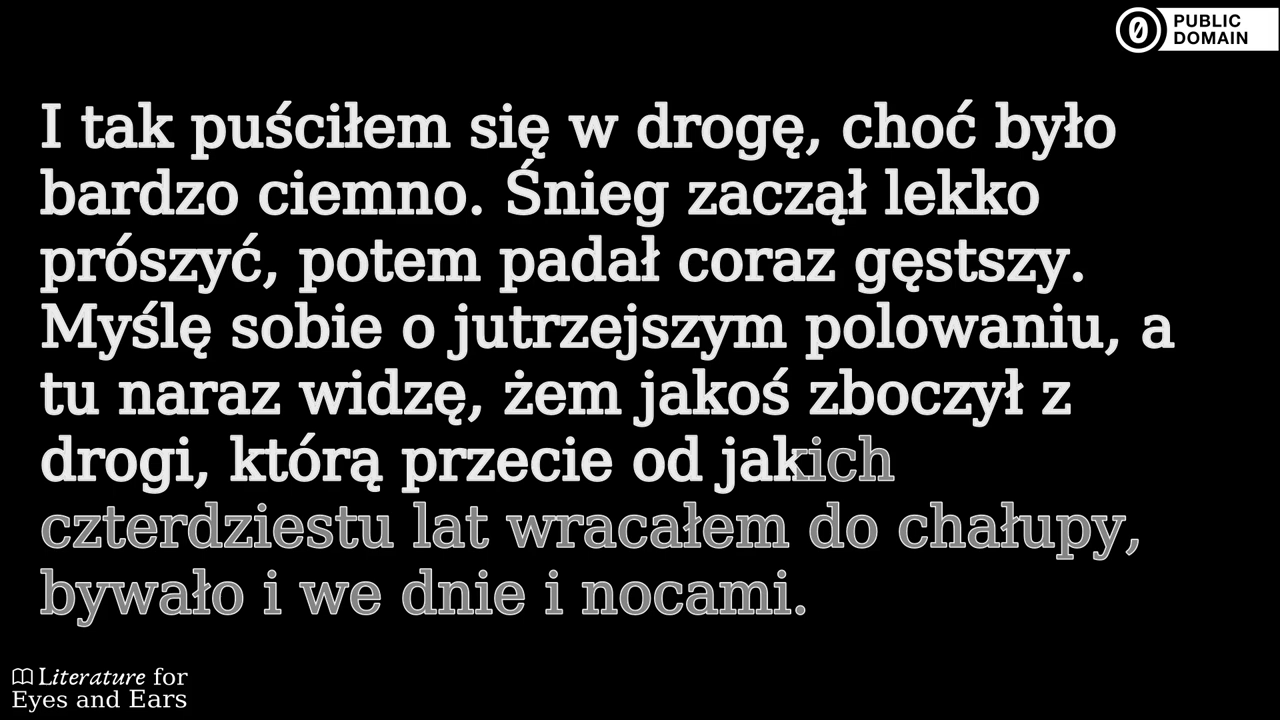 PUBLIC
DOMAIN
I tak puściłem się w drogę, choć było
bardzo ciemno. Śnieg zaczął lekko
prószyć, potem padał coraz gęstszy.
Myślę sobie o jutrzejszym polowaniu, a
tu naraz widzę, żem jakoś zboczył z
drogi, którą przecie od jakich
czterdziestu lat wracałem do chałupy,
bywało i we dnie i nocami.
Literature for
Eyes and Ears